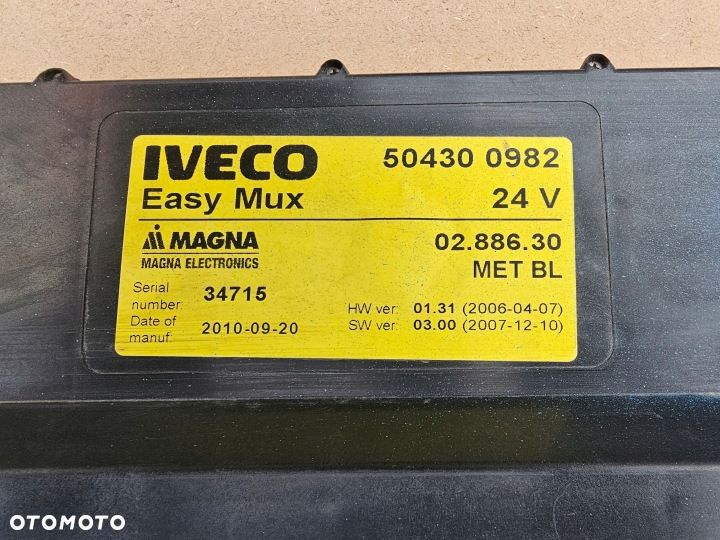 IVECO 50430 0982
Easy Mux 24 V
MAGNA 02.886.30
MAGNA ELECTRONICS MET BL
Serial number: 34715 HW ver: 01.31 (2006-04-07)
Date of manuf: 2010-09-20 SW ver: 03.00 (2007-12-10)
OTOMOTO